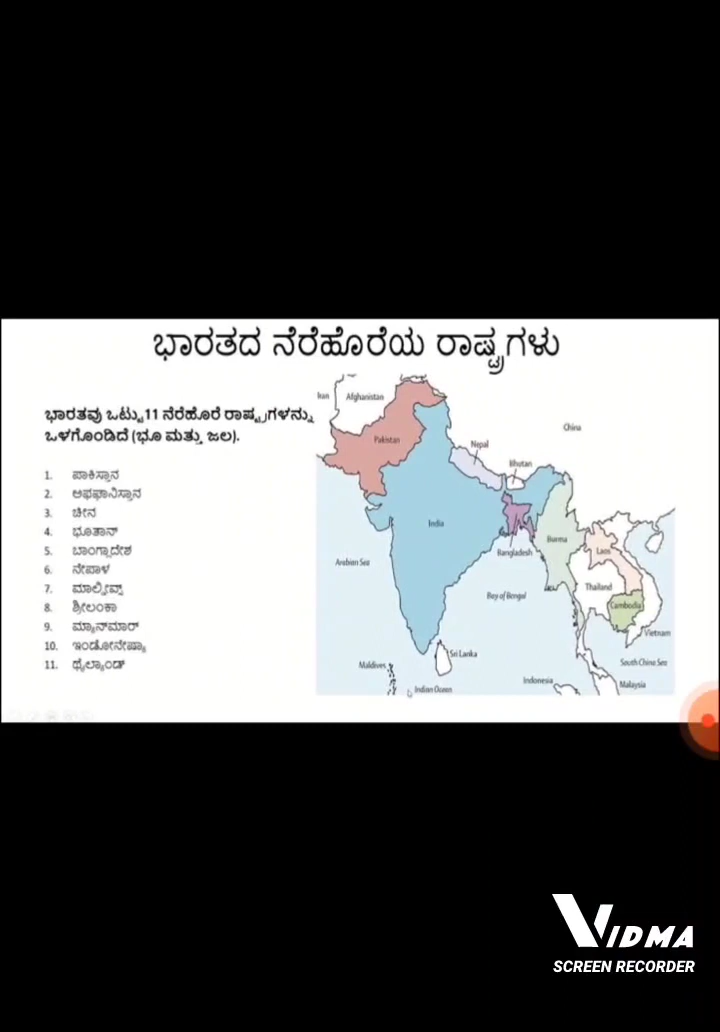 ಭಾರತದ ನೆರೆಹೊರೆಯ ರಾಷ್ಟ್ರಗಳು
ಭಾರತವು ಒಟ್ಟು 11 ನೆರೆಹೊರೆ ರಾಷ್ಟ್ರಗಳನ್ನು
ಒಳಗೊಂಡಿದೆ (ಭೂ ಮತ್ತು ಜಲ).
1. ಪಾಕಿಸ್ತಾನ
2. ಅಫಘಾನಿಸ್ತಾನ
3. ಚೀನ
4. ಭೂತಾನ್
5. ಬಾಂಗ್ಲಾದೇಶ
6. ನೇಪಾಳ
7. ಮಾಲ್ಡೀವ್ಸ್
8. ಶ್ರೀಲಂಕಾ
9. ಮ್ಯಾನ್‌ಮಾರ್
10. ಇಂಡೋನೇಷ್ಯಾ
11. ಥೈಲ್ಯಾಂಡ್
Iran
Afghanistan
Pakistan
China
Nepal
Bhutan
India
Bangladesh
Burma
Laos
Arabian Sea
Thailand
Bay of Bengal
Cambodia
Vietnam
Sri Lanka
Maldives
South China Sea
Indonesia
Malaysia
Indian Ocean
VIDMA
SCREEN RECORDER